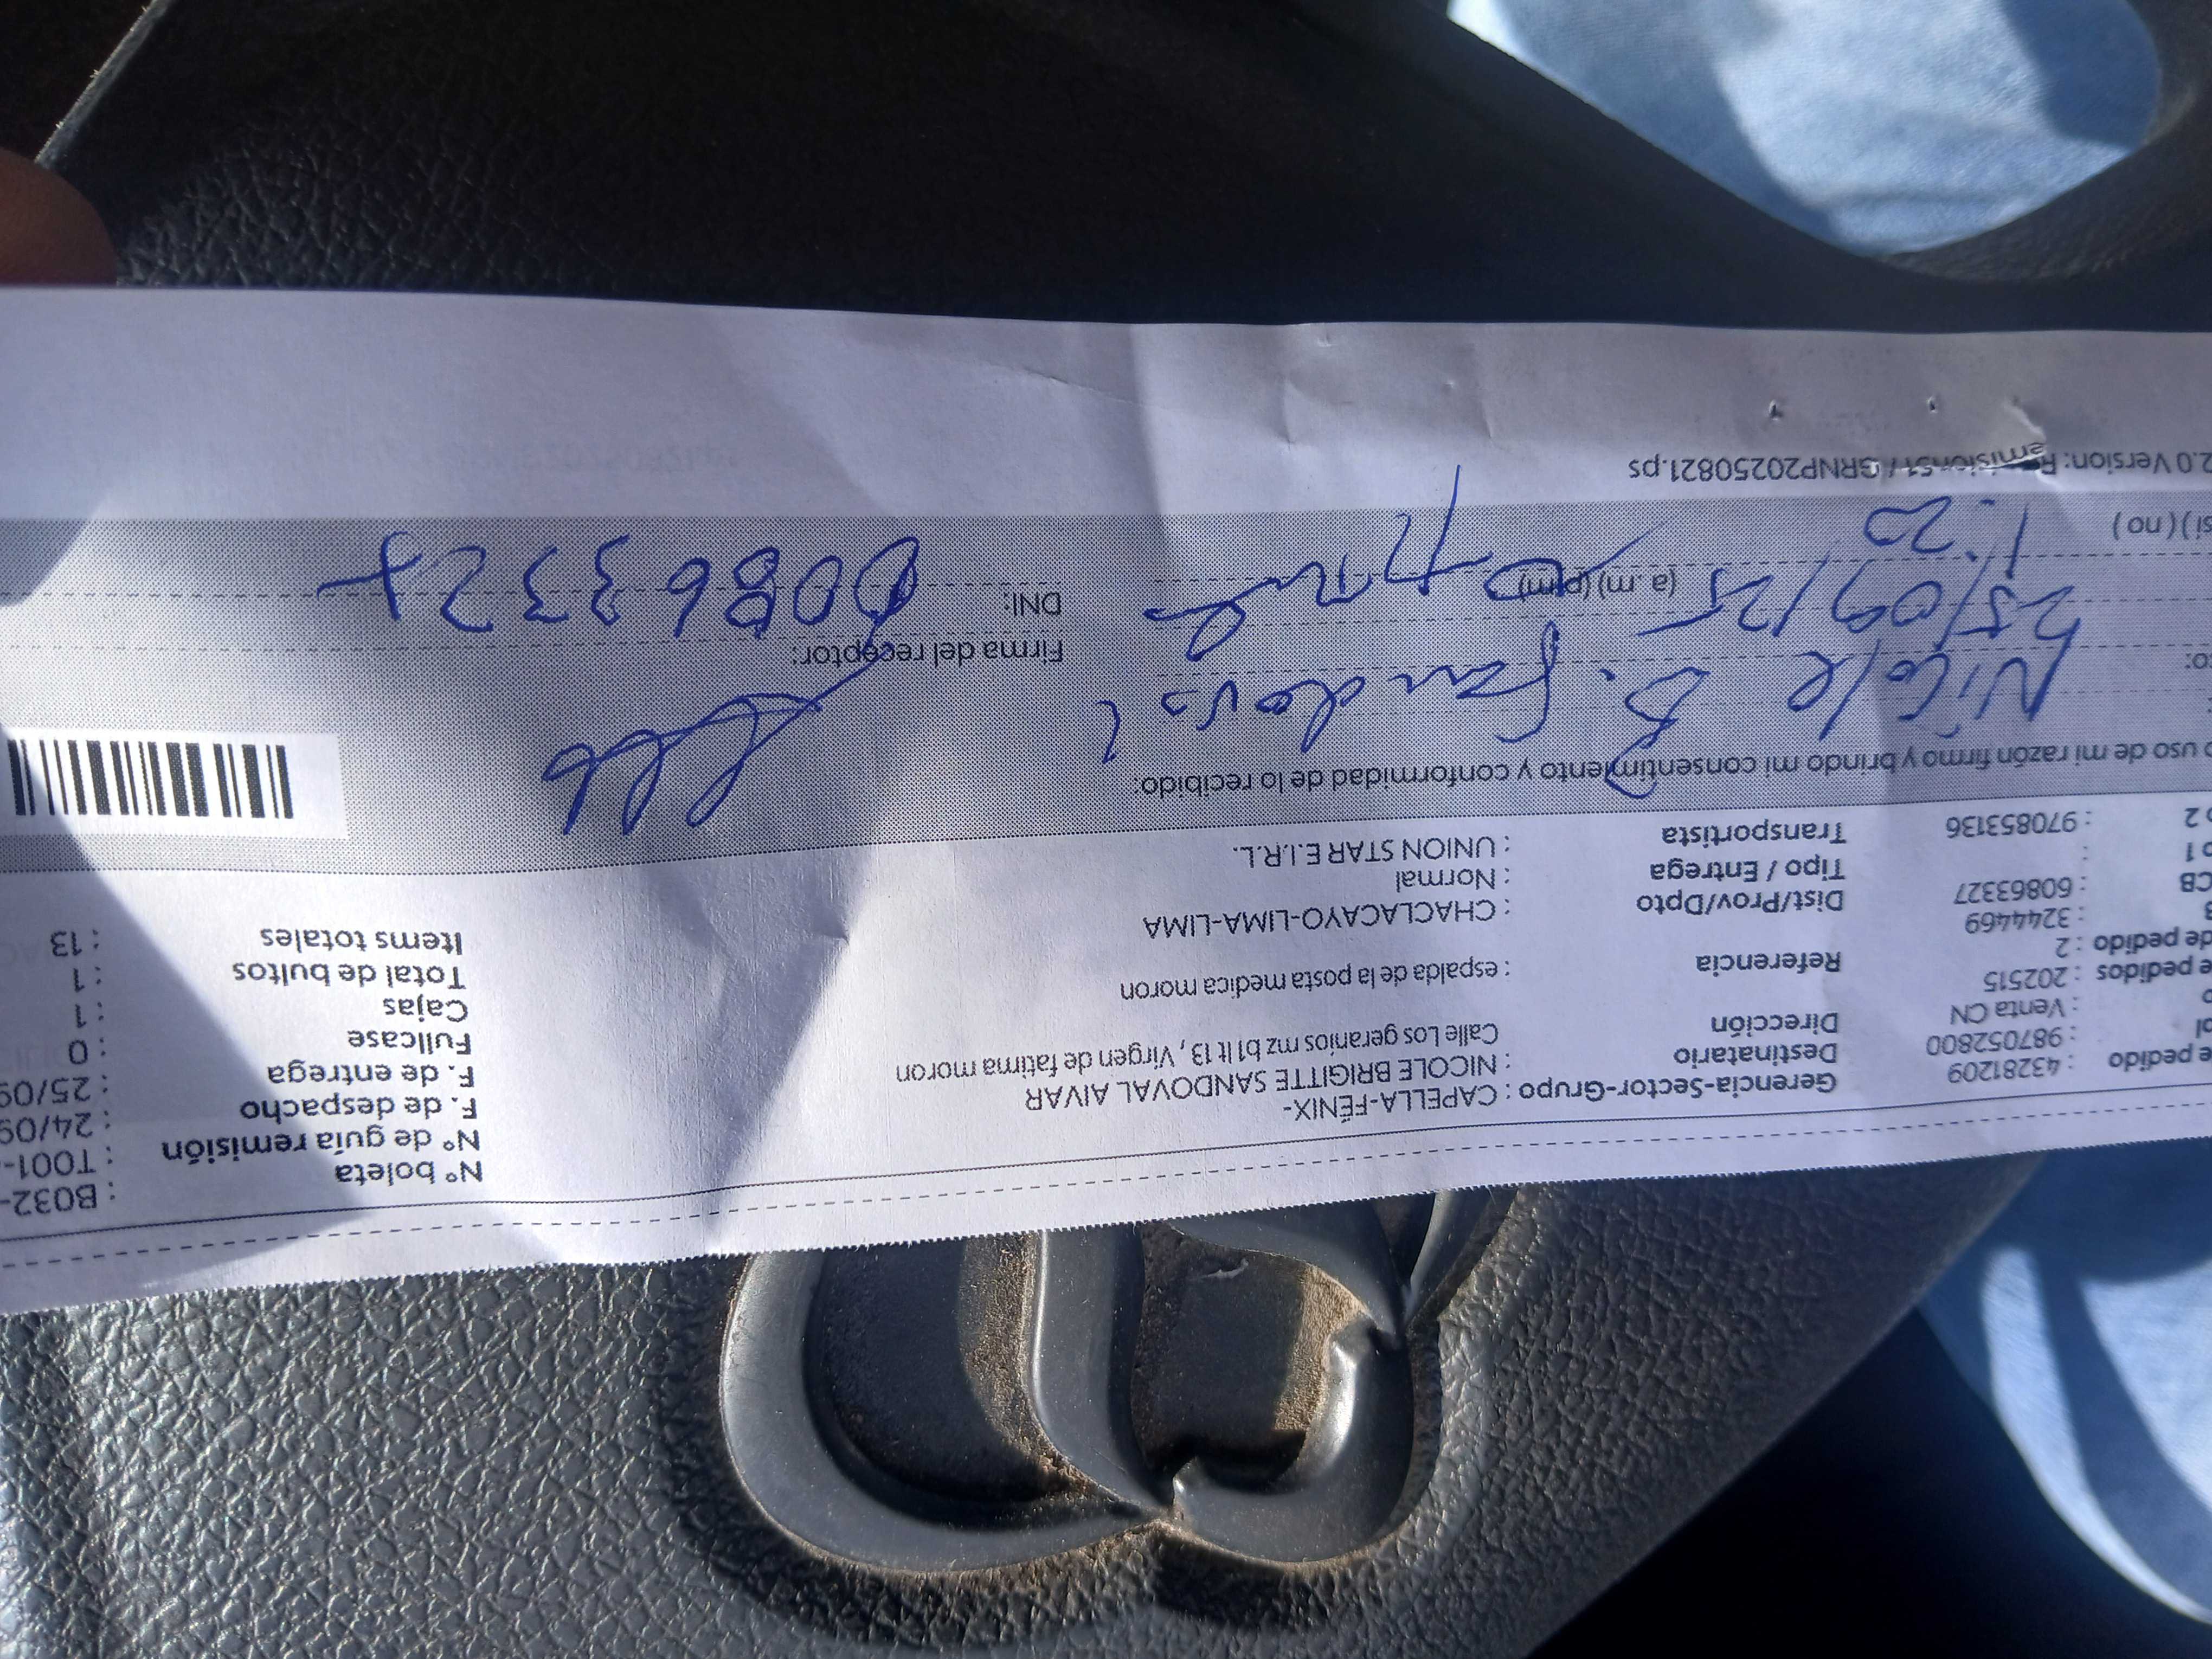 e pedido : 43281209 Gerencia-Sector-Grupo : CAPELLA-FÉNIX- Nº boleta : B032-
ol : 987052800 Destinatario : NICOLE BRIGITTE SANDOVAL AIVAR Nº de guía remisión : T001-
o : Venta CN Dirección Calle Los geranios mz b1 lt 13 , Virgen de fatima moron F. de despacho : 24/09
e pedidos : 202515 F. de entrega : 25/09
de pedido : 2 Referencia : espalda de la posta medica moron Fullcase : 0
B : 3244469 Cajas : 1
CB : 60863327 Dist/Prov/Dpto : CHACLACAYO-LIMA-LIMA Total de bultos : 1
o 1 : Tipo / Entrega : Normal Items totales : 13
o 2 : 970853136 Transportista : UNION STAR E.I.R.L.
o uso de mi razón firmo y brindo mi consentimiento y conformidad de lo recibido:
Nicole B. Sandoval
Firma del receptor:
25/09/25
DNI: 60863327
1:20 (a. m) (p. m)
si ) ( no )
2.0 Version: Remision51 / GRNP20250821.ps